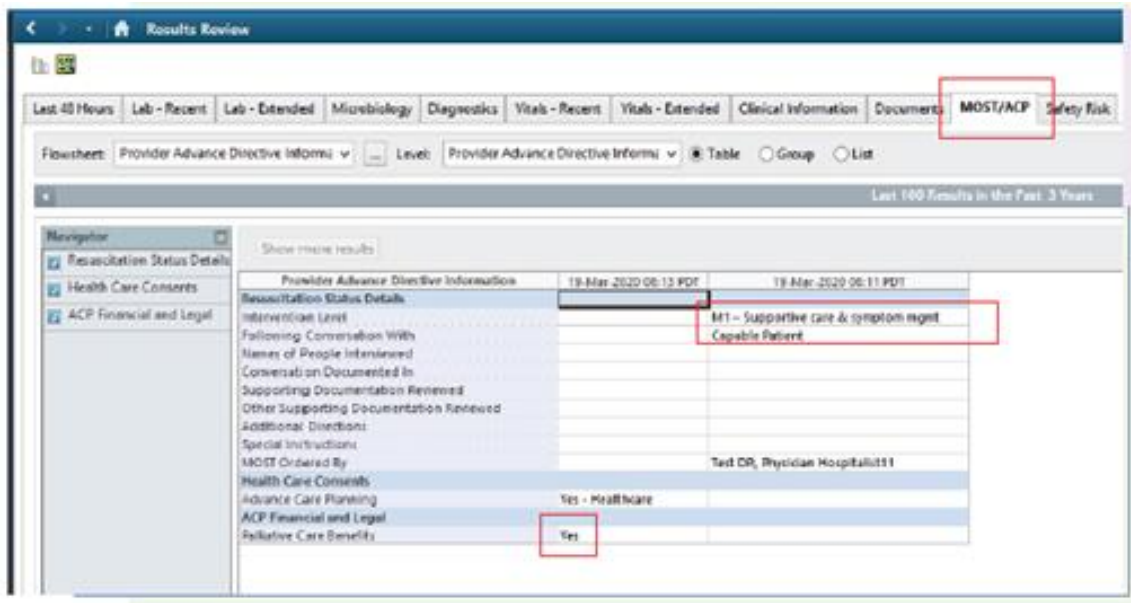 Results Review
Last 48 Hours Lab - Recent Lab - Extended Microbiology Diagnostics Vitals - Recent Vitals - Extended Clinical Information Documents MOST/ACP Safety Risk
Flowsheet: Provider Advance Directive Informa ... Level: Provider Advance Directive Informa Table Group List
Last 100 Results in the Past 3 Years
Navigator
Resuscitation Status Details
Health Care Consents
ACP Financial and Legal
Show more results
Provider Advance Directive Information 19-Mar-2020 06:13 PDT 19-Mar-2020 06:11 PDT
Resuscitation Status Details
Intervention Level M1 – Supportive care & symptom mgmt
Following Conversation With Capable Patient
Names of People Interviewed
Conversation Documented In
Supporting Documentation Reviewed
Other Supporting Documentation Reviewed
Additional Directions
Special Instructions
MOST Ordered By Test DR, Physician Hospitalist11
Health Care Consents
Advance Care Planning Yes - Healthcare
ACP Financial and Legal
Palliative Care Benefits Yes